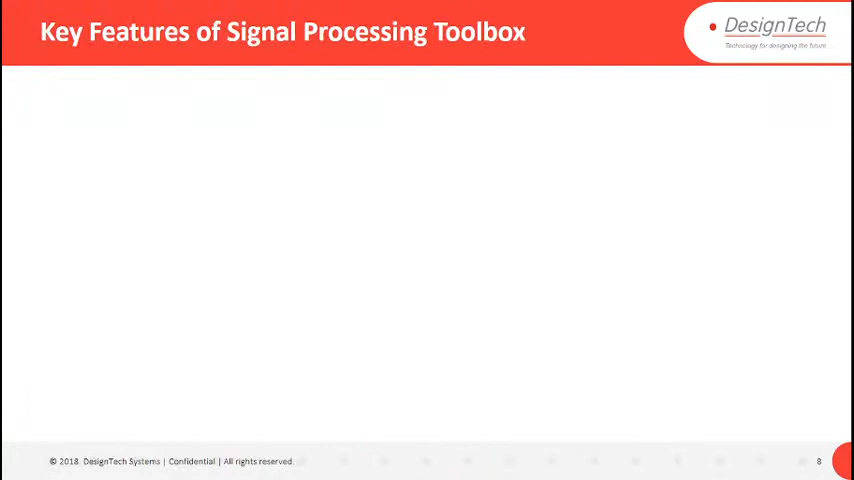 Key Features of Signal Processing Toolbox
DesignTech
Technology for designing the future
© 2018. DesignTech Systems | Confidential | All rights reserved.
8